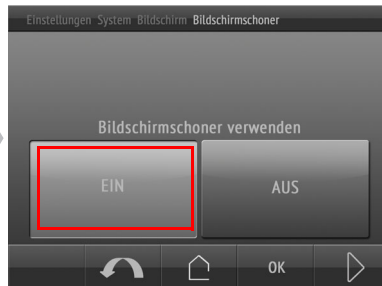 Einstellungen System Bildschirm Bildschirmschoner
Bildschirmschoner verwenden
EIN AUS
OK